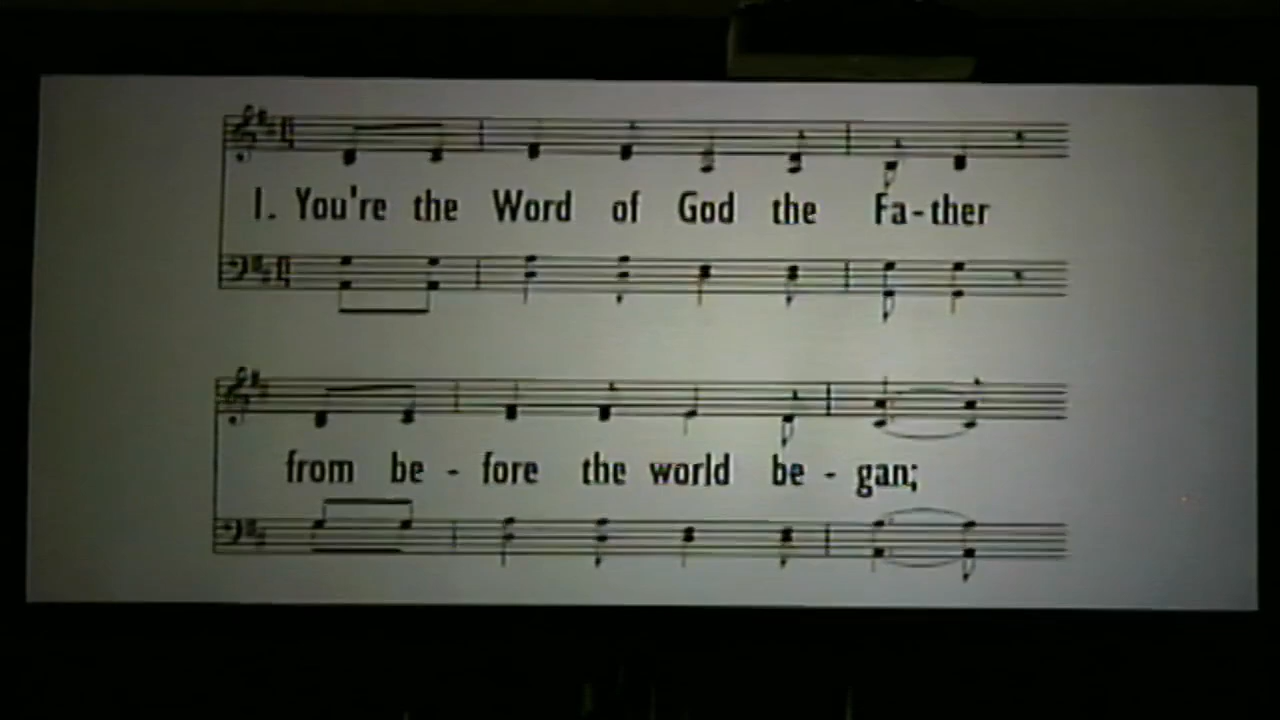 1. You're the Word of God the Fa-ther
from be - fore the world be - gan;